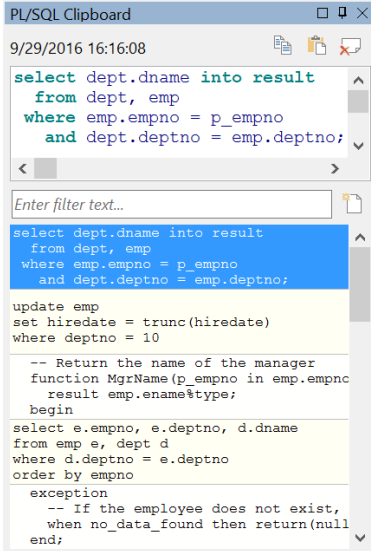 PL/SQL Clipboard
9/29/2016 16:16:08
select dept.dname into result
  from dept, emp
 where emp.empno = p_empno
   and dept.deptno = emp.deptno;
Enter filter text...
select dept.dname into result
  from dept, emp
 where emp.empno = p_empno
   and dept.deptno = emp.deptno;
update emp
set hiredate = trunc(hiredate)
where deptno = 10
  -- Return the name of the manager
  function MgrName(p_empno in emp.empno
    result emp.ename%type;
  begin
select e.empno, e.deptno, d.dname
from emp e, dept d
where d.deptno = e.deptno
order by empno
  exception
    -- If the employee does not exist,
    when no_data_found then return(null
  end;